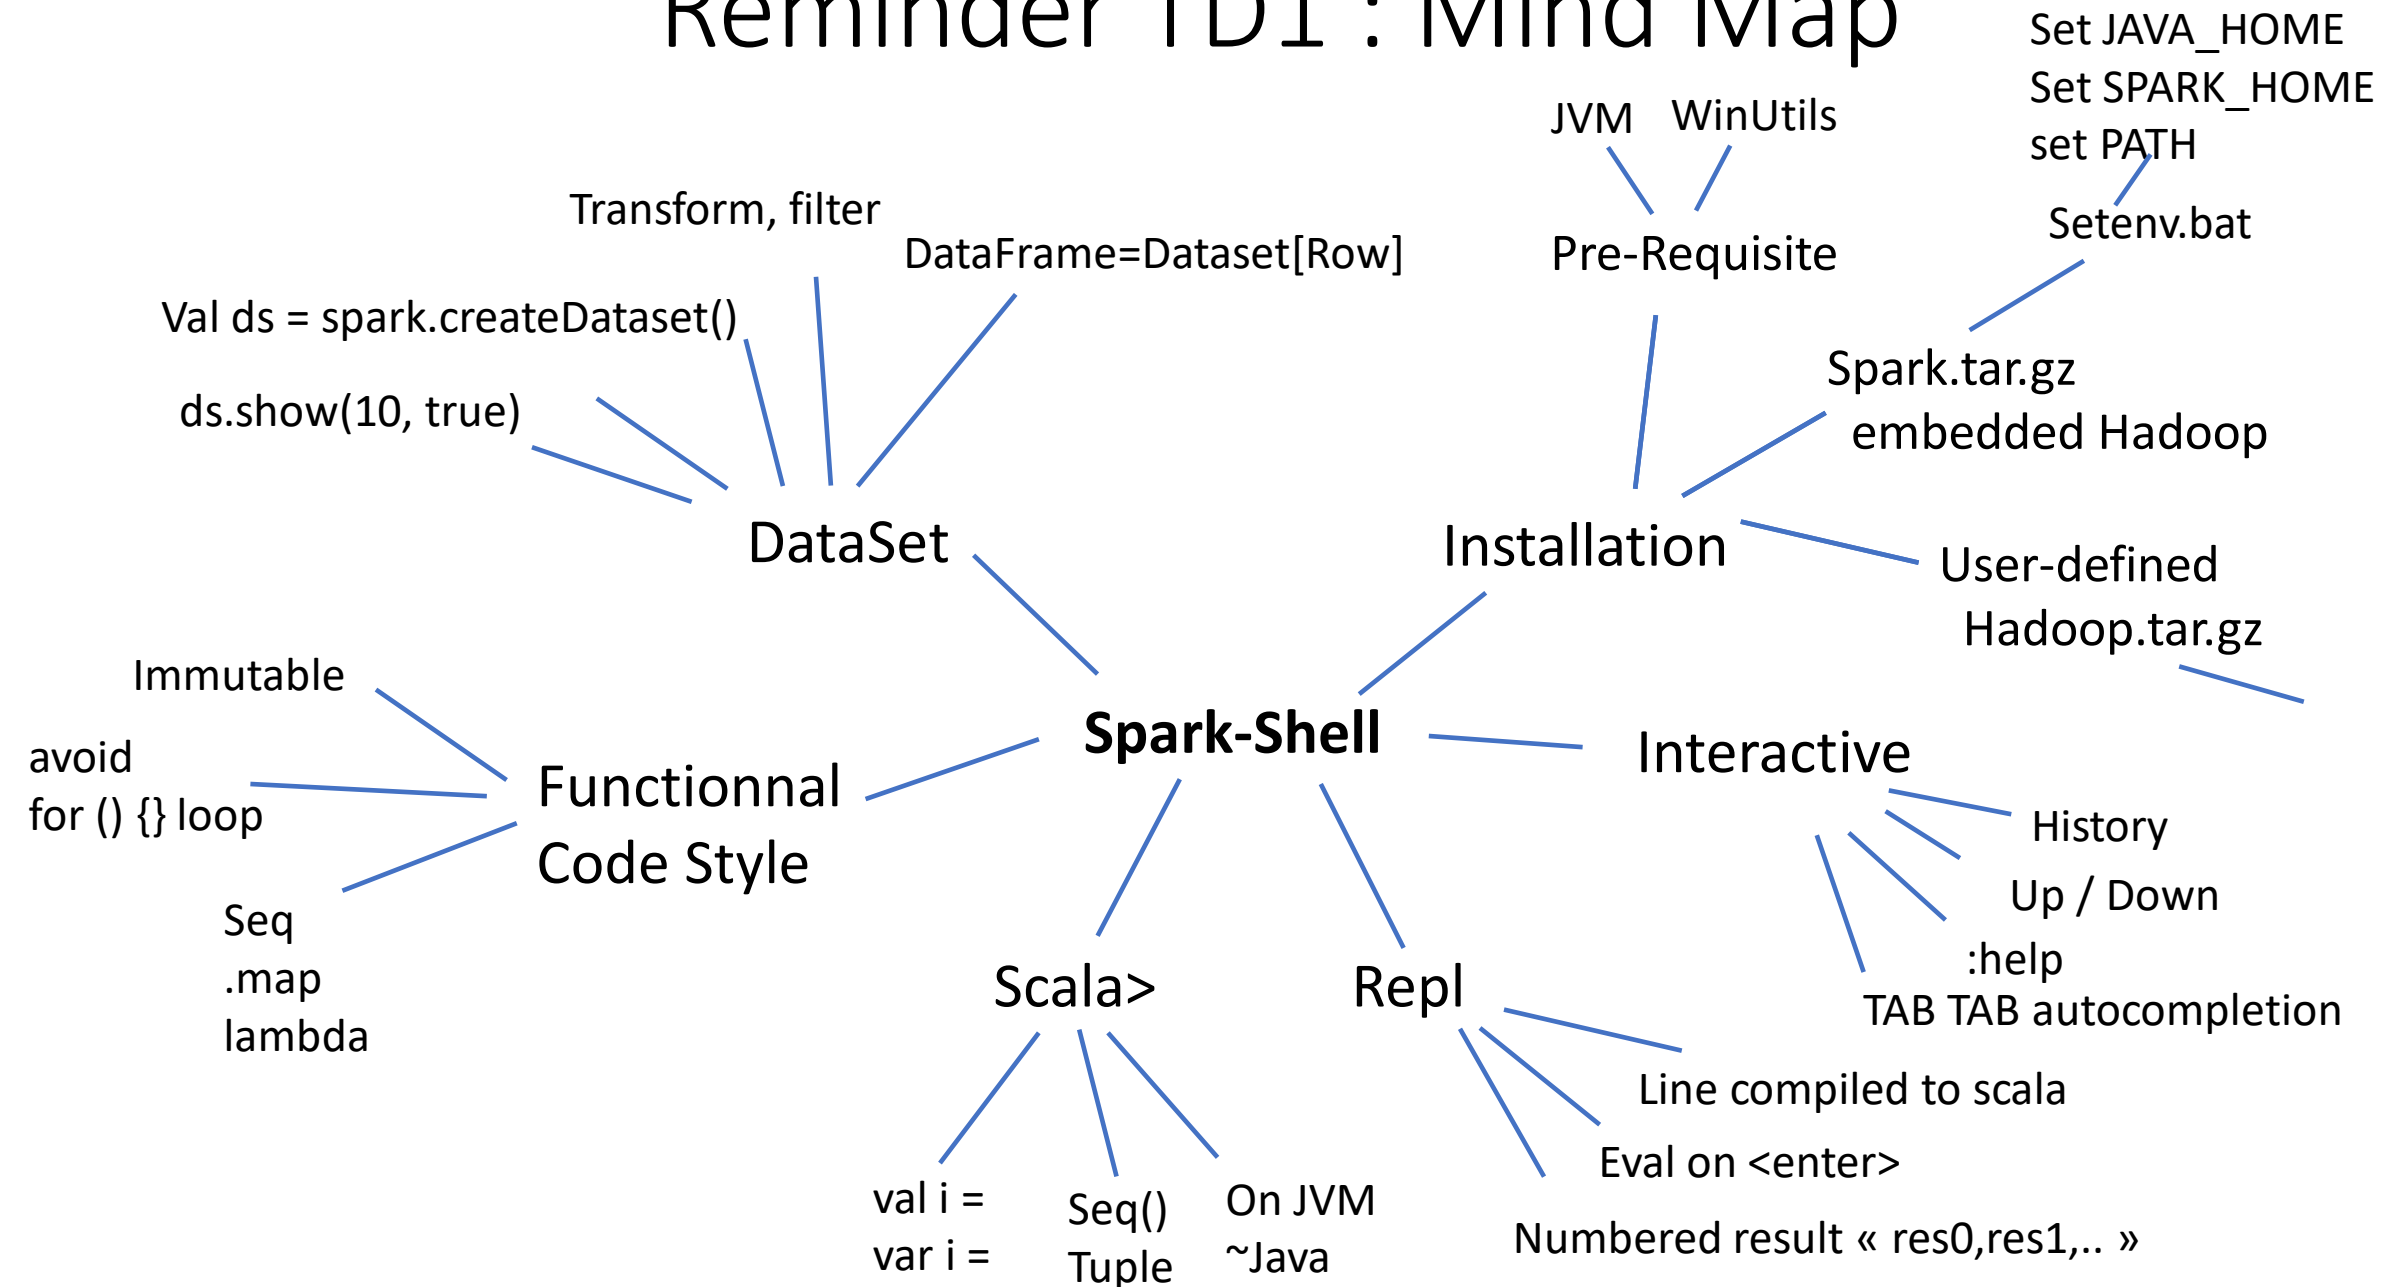 Reminder TD1 : Mind Map
Set JAVA_HOME
Set SPARK_HOME
set PATH
JVM
WinUtils
Setenv.bat
Pre-Requisite
Transform, filter
DataFrame=Dataset[Row]
Val ds = spark.createDataset()
ds.show(10, true)
Spark.tar.gz
embedded Hadoop
DataSet
Installation
User-defined
Hadoop.tar.gz
Spark-Shell
Immutable
avoid
for () {} loop
Functionnal
Code Style
Seq
.map
lambda
Interactive
History
Up / Down
:help
TAB TAB autocompletion
Scala>
val i =
var i =
Seq()
Tuple
On JVM
~Java
Repl
Line compiled to scala
Eval on <enter>
Numbered result « res0,res1,.. »